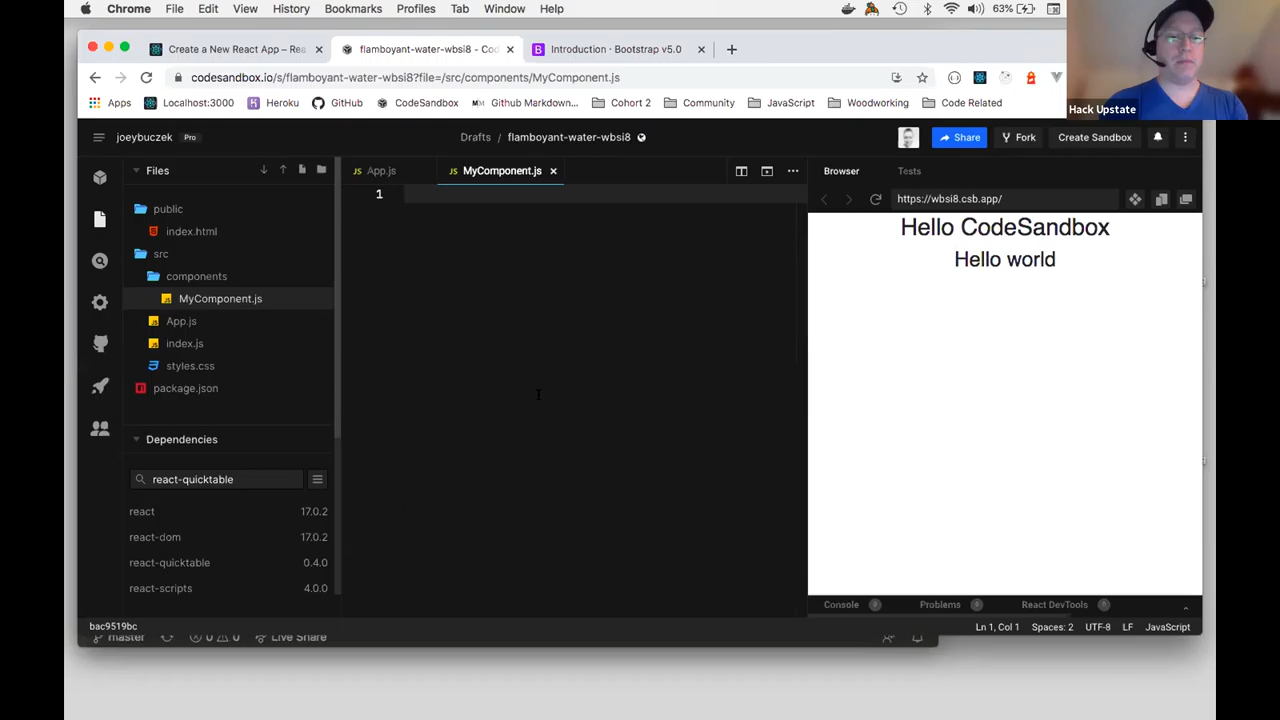 Chrome File Edit View History Bookmarks Profiles Tab Window Help 63%
Create a New React App – Rea
flamboyant-water-wbsi8 - Cod
Introduction · Bootstrap v5.0
codesandbox.io/s/flamboyant-water-wbsi8?file=/src/components/MyComponent.js
Apps Localhost:3000 Heroku GitHub CodeSandbox Github Markdown... Cohort 2 Community JavaScript Woodworking Code Related
Hack Upstate
joeybuczek Pro
Drafts / flamboyant-water-wbsi8
Share Fork Create Sandbox
Files
public
index.html
src
components
MyComponent.js
App.js
index.js
styles.css
package.json
Dependencies
react-quicktable
react 17.0.2
react-dom 17.0.2
react-quicktable 0.4.0
react-scripts 4.0.0
App.js MyComponent.js
1
Browser Tests
https://wbsi8.csb.app/
Hello CodeSandbox
Hello world
Console 0 Problems 0 React DevTools 0
bac9519bc
Ln 1, Col 1 Spaces: 2 UTF-8 LF JavaScript
master 0 0 Live Share